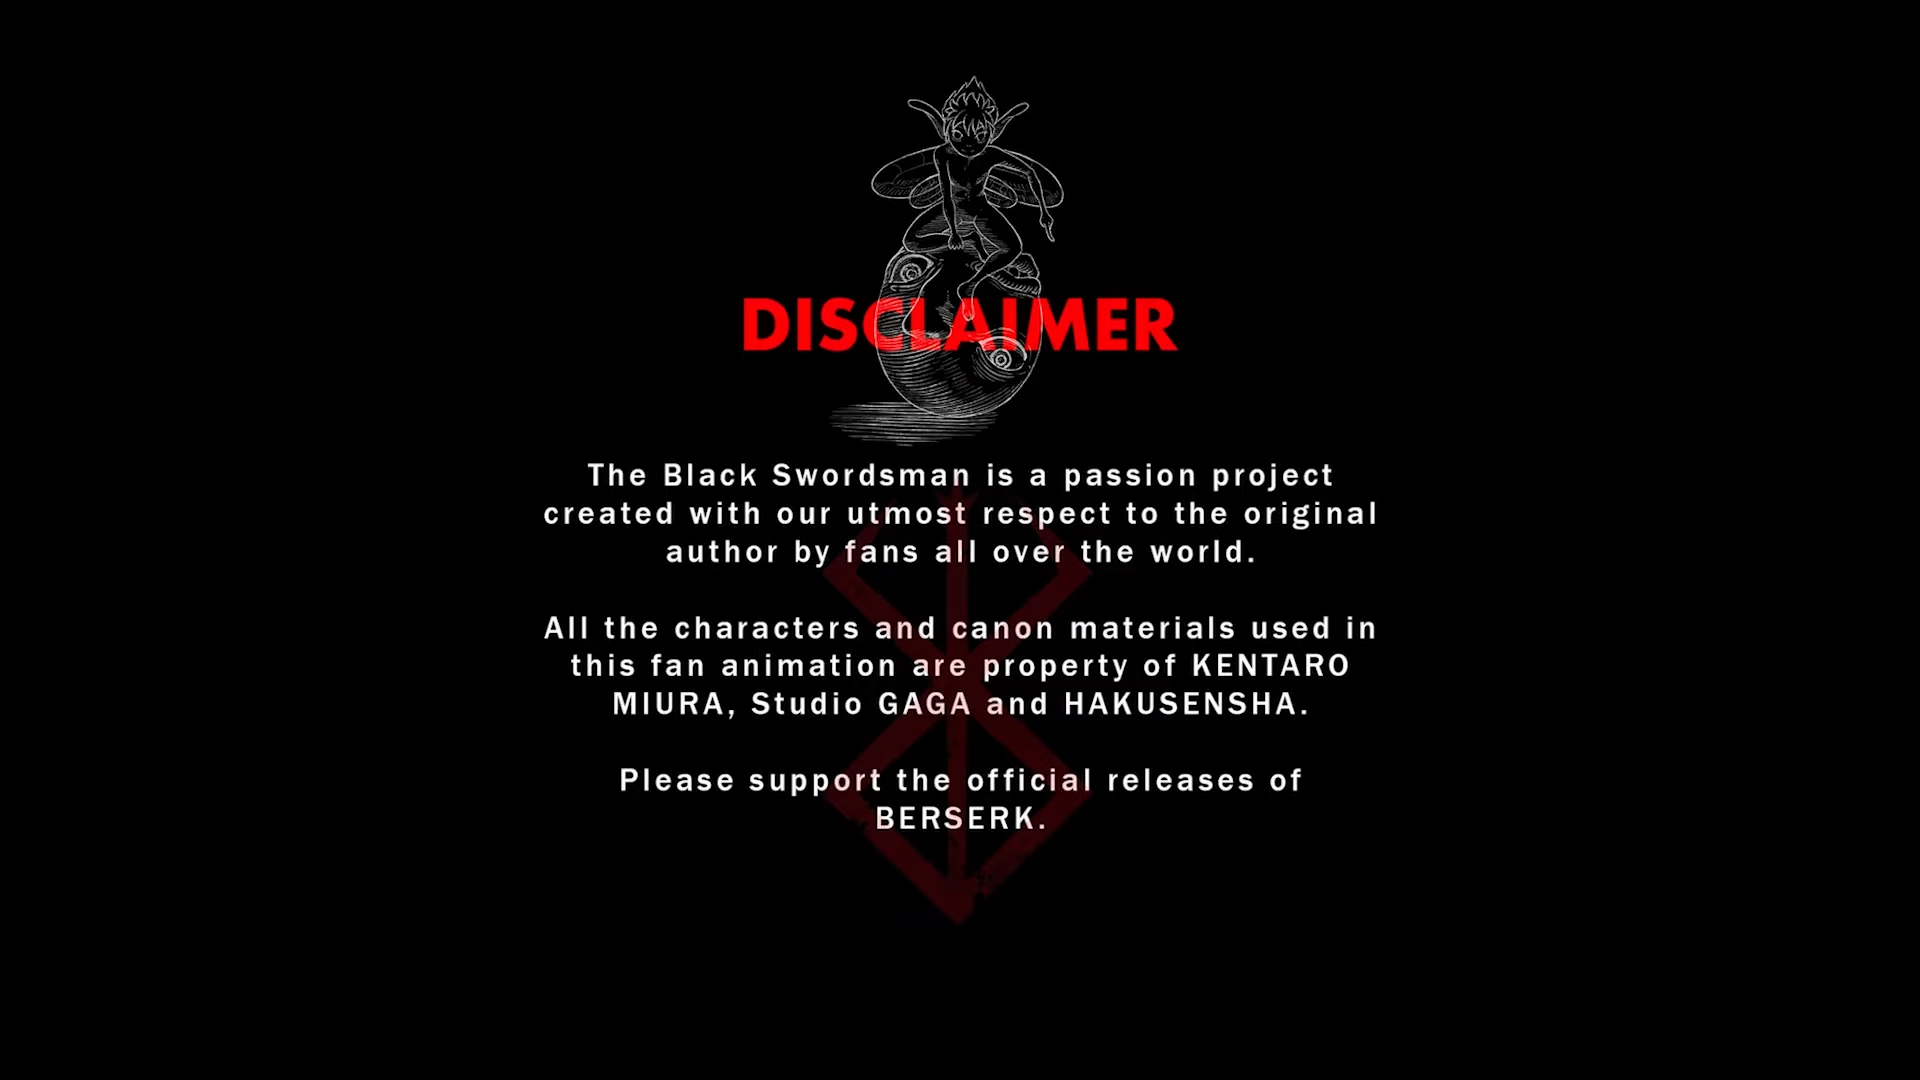 DISCLAIMER
The Black Swordsman is a passion project
created with our utmost respect to the original
author by fans all over the world.
All the characters and canon materials used in
this fan animation are property of KENTARO
MIURA, Studio GAGA and HAKUSENSHA.
Please support the official releases of
BERSERK.